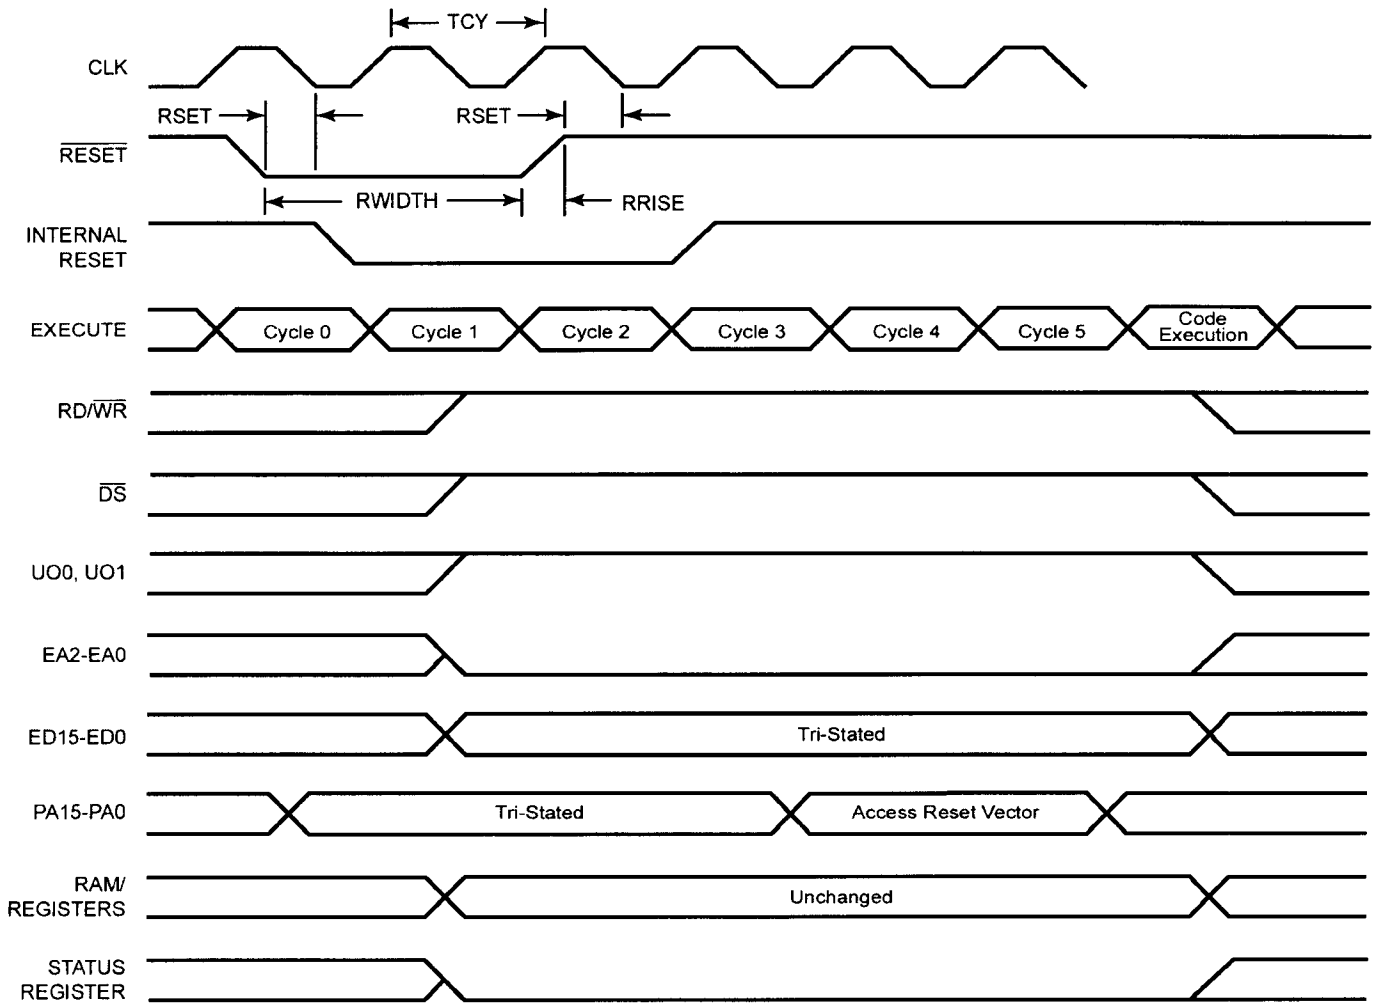 TCY
CLK
RSET
RSET
RESET
RWIDTH
RRISE
INTERNAL
RESET
EXECUTE
Cycle 0
Cycle 1
Cycle 2
Cycle 3
Cycle 4
Cycle 5
Code
Execution
RD/WR
DS
UO0, UO1
EA2-EA0
ED15-ED0
Tri-Stated
PA15-PA0
Tri-Stated
Access Reset Vector
RAM/
REGISTERS
Unchanged
STATUS
REGISTER